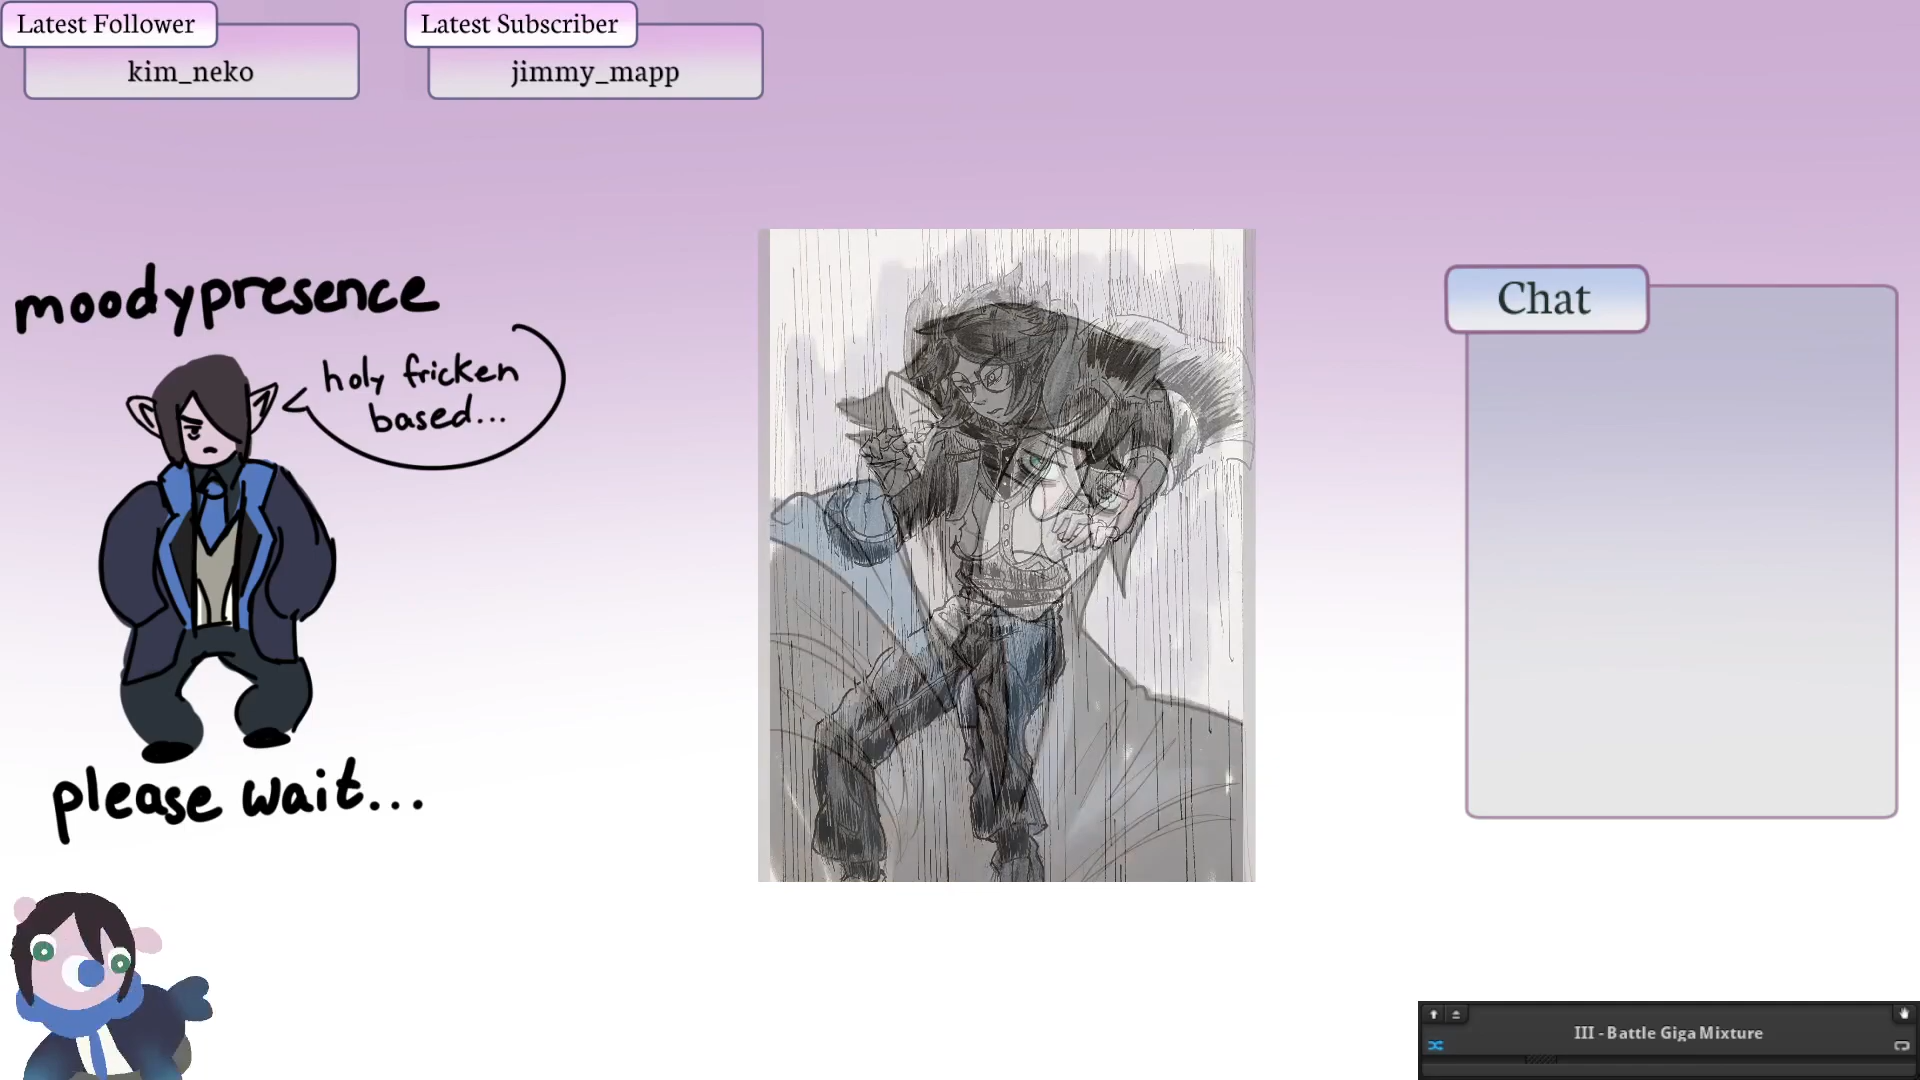 Latest Follower
kim_neko
Latest Subscriber
jimmy_mapp
moodypresence
holy fricken
based...
please wait...
Chat
III - Battle Giga Mixture